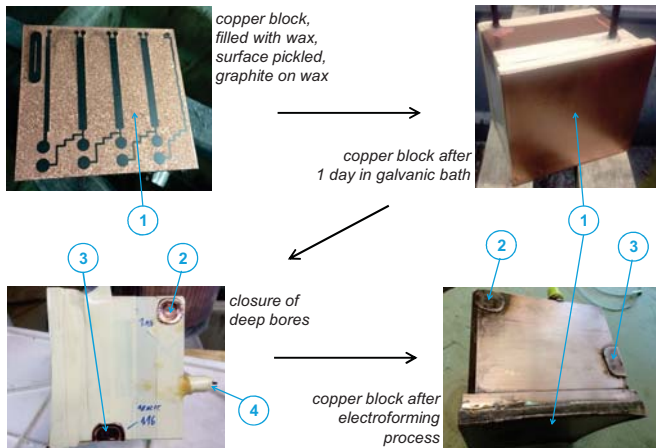 copper block,
filled with wax,
surface pickled,
graphite on wax
copper block after
1 day in galvanic bath
1
1
2
3
3
2
closure of
deep bores
4
copper block after
electroforming
process